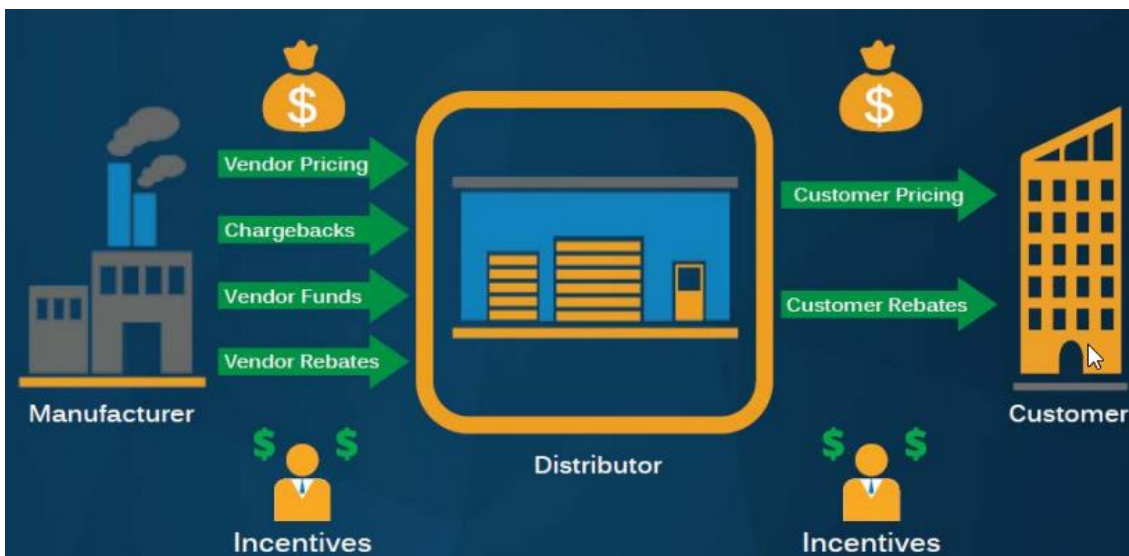 $
$
Vendor Pricing
Chargebacks
Vendor Funds
Vendor Rebates
Customer Pricing
Customer Rebates
Manufacturer
Distributor
Customer
$ $
Incentives
$ $
Incentives